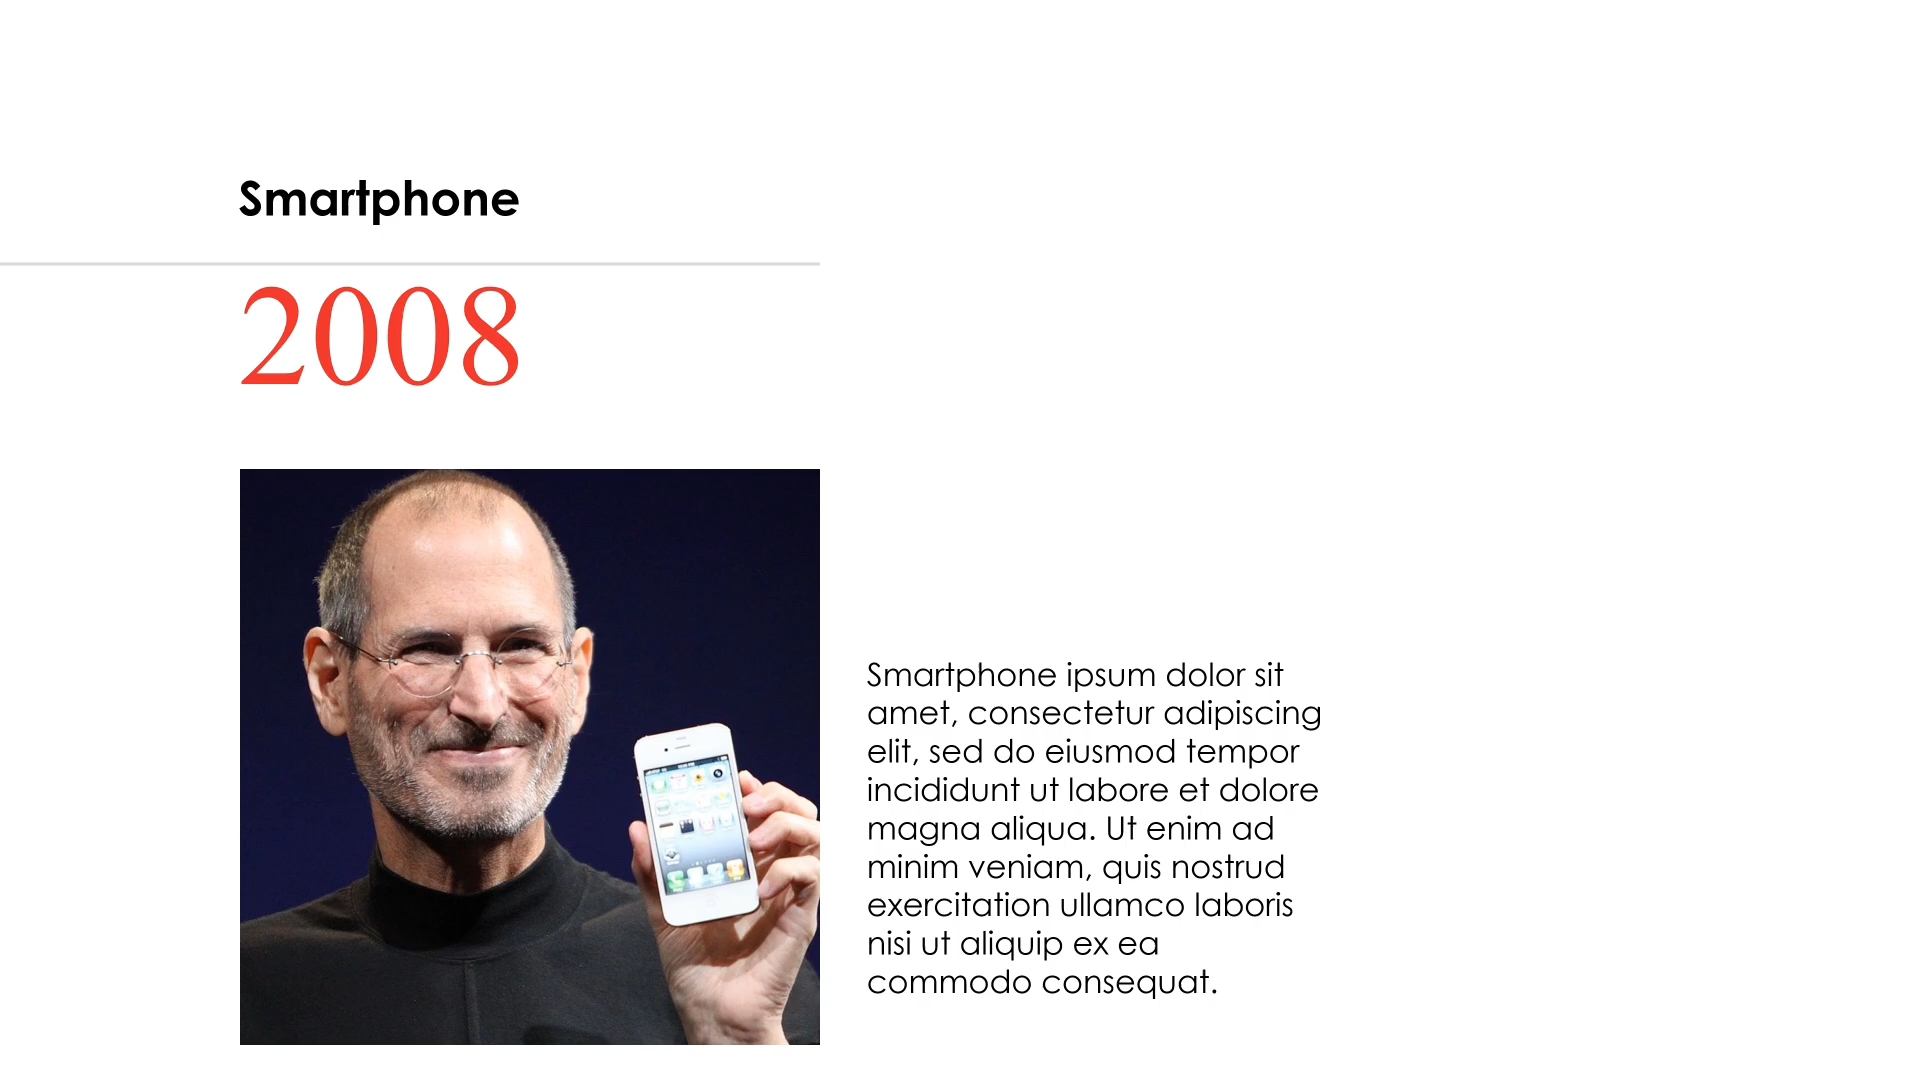 Smartphone
2008
Smartphone ipsum dolor sit
amet, consectetur adipiscing
elit, sed do eiusmod tempor
incididunt ut labore et dolore
magna aliqua. Ut enim ad
minim veniam, quis nostrud
exercitation ullamco laboris
nisi ut aliquip ex ea
commodo consequat.